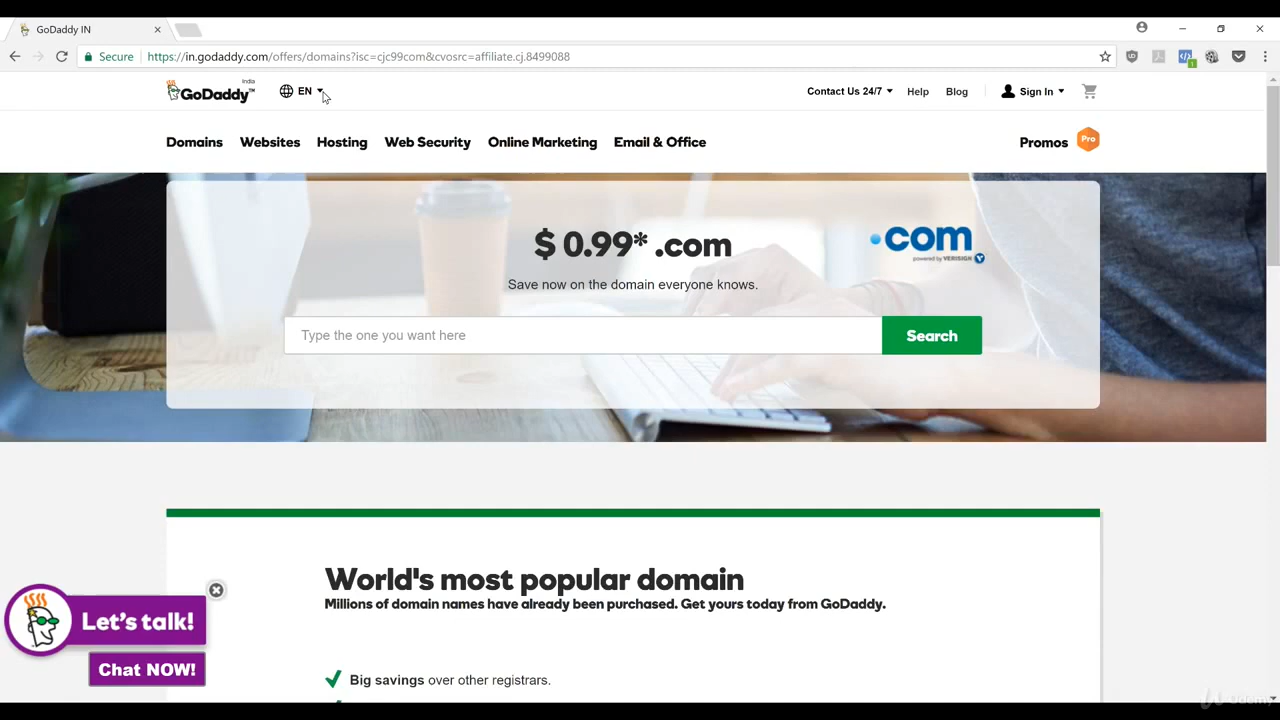 GoDaddy IN
Secure https://in.godaddy.com/offers/domains?isc=cjc99com&cvosrc=affiliate.cj.8499088
1
India
GoDaddy™ EN Contact Us 24/7 Help Blog Sign In
Domains Websites Hosting Web Security Online Marketing Email & Office Promos Pro
$ 0.99* .com
.com
powered by VERISIGN
Save now on the domain everyone knows.
Type the one you want here Search
World's most popular domain
Millions of domain names have already been purchased. Get yours today from GoDaddy.
Let's talk!
Chat NOW!
Big savings over other registrars.
Udemy